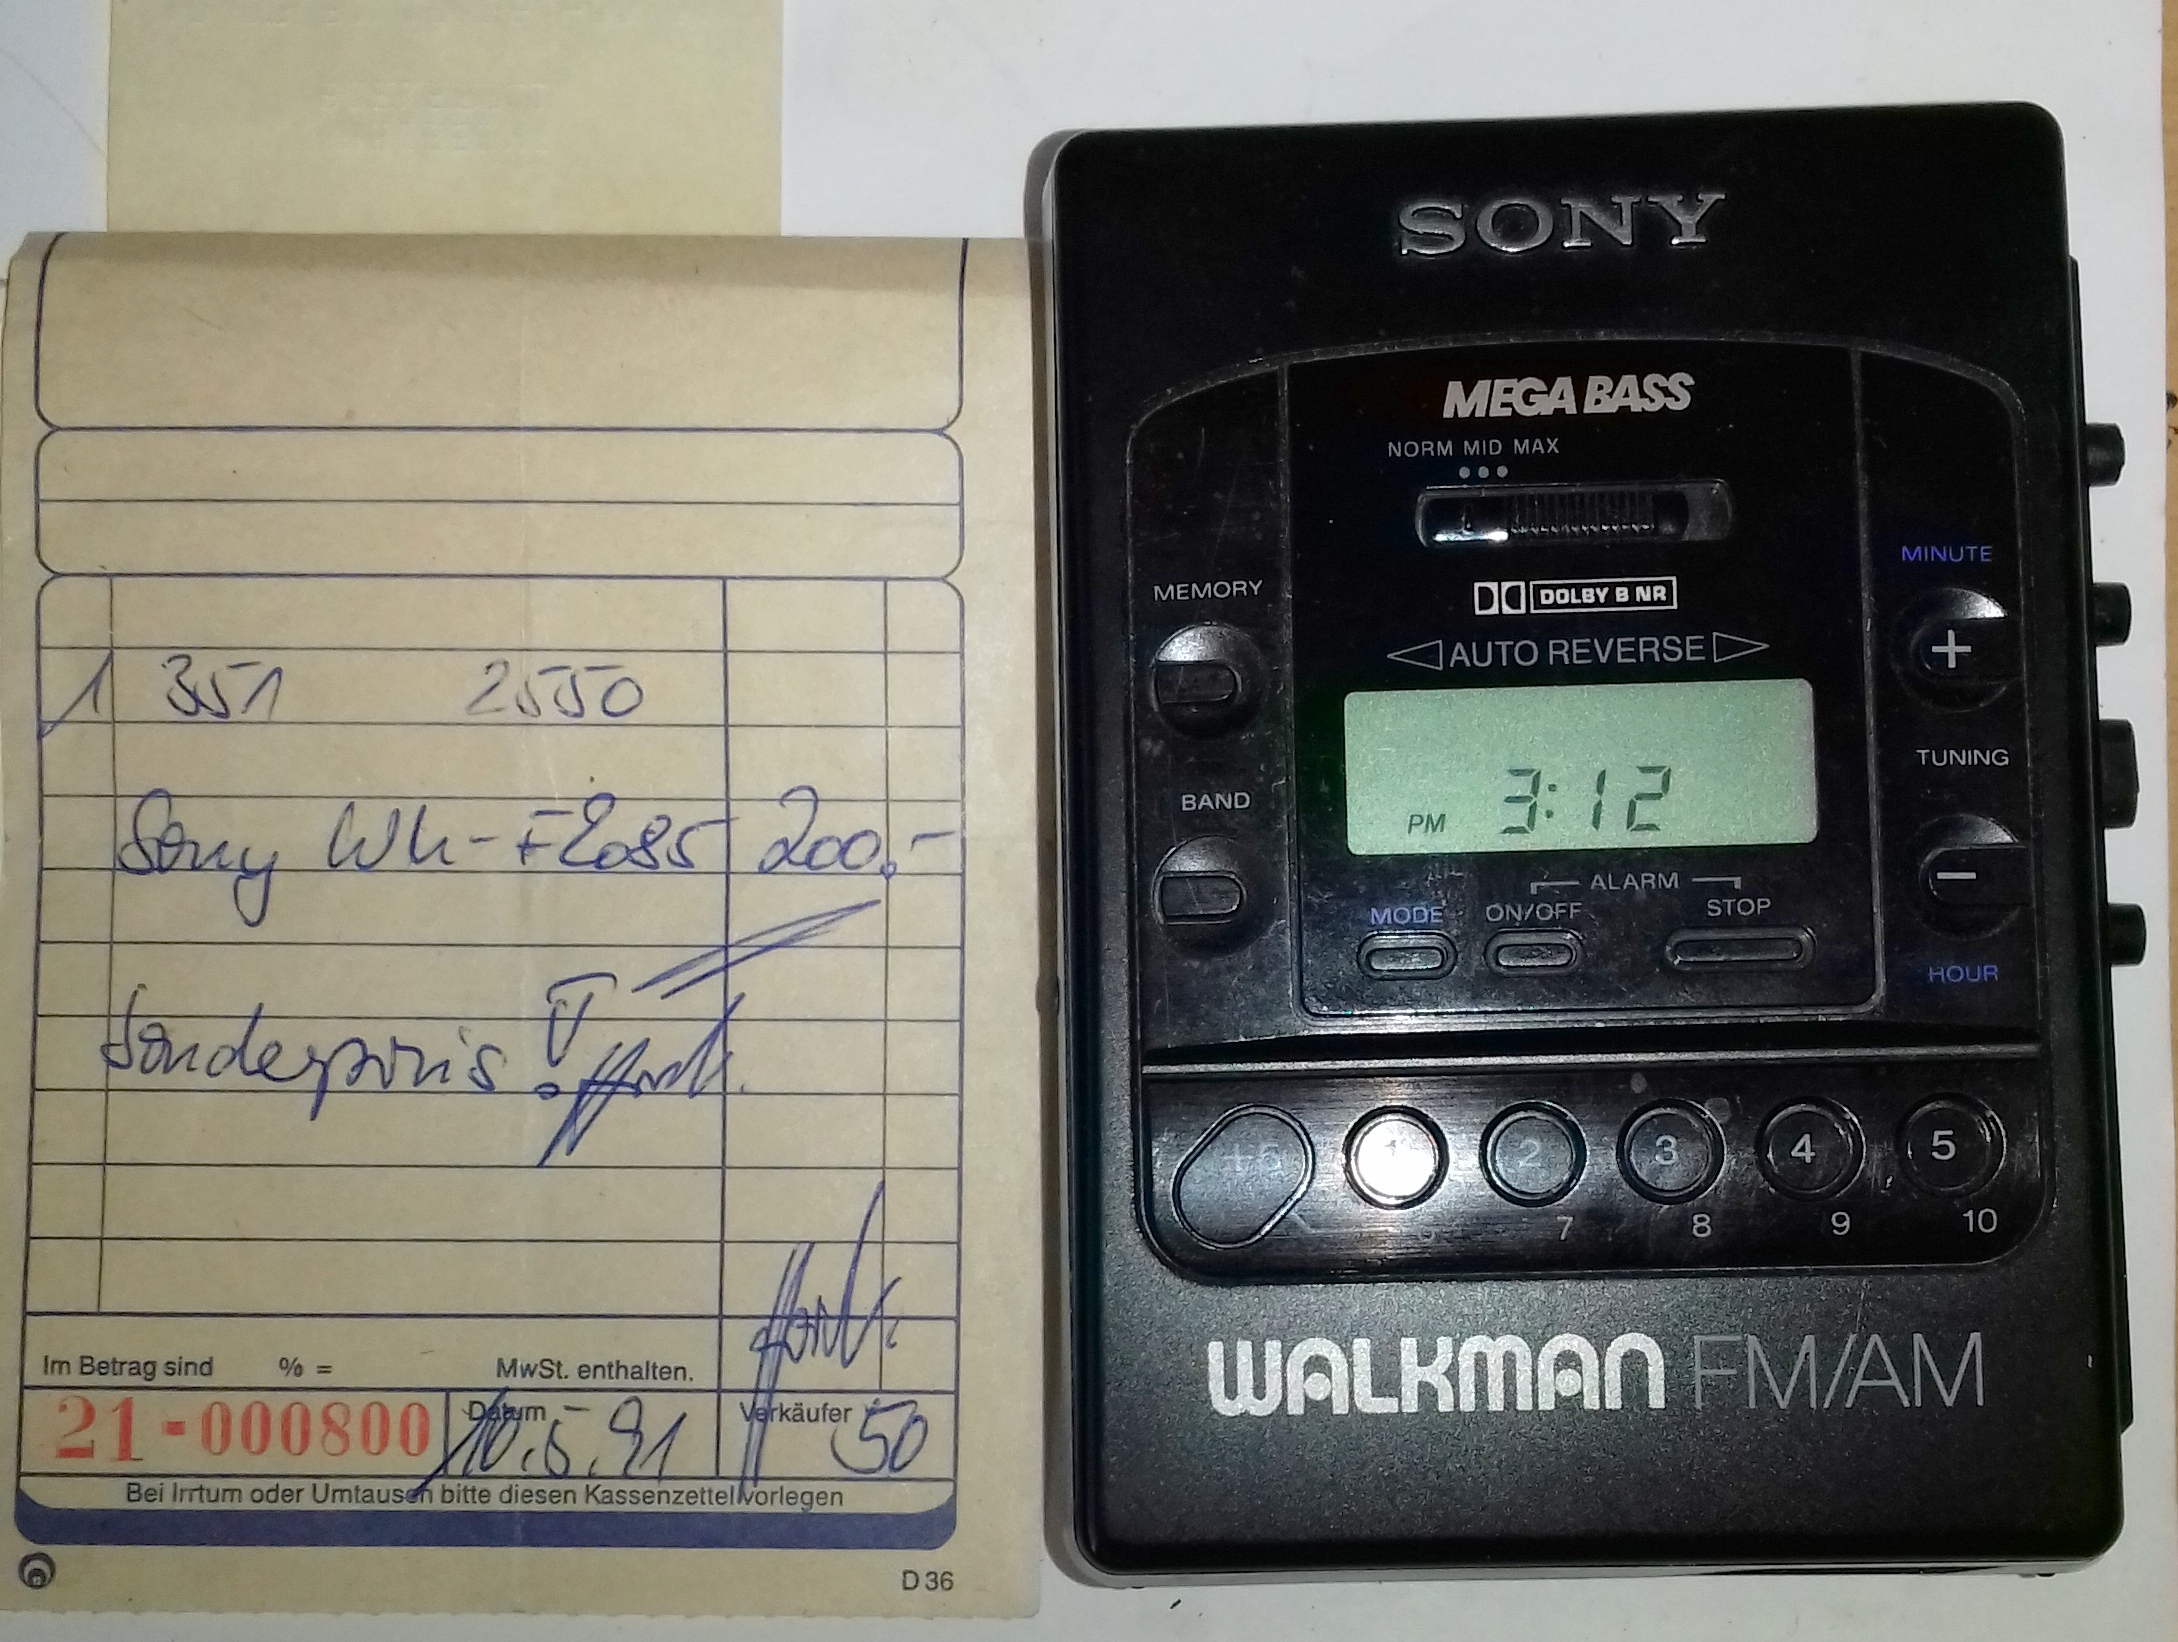 1 351 2550
Sony WM-F2085 200.-
Sonderpreis!
Im Betrag sind % = MwSt. enthalten.
21-000800 Datum 10.5.91 Verkäufer 50
Bei Irrtum oder Umtausch bitte diesen Kassenzettel vorlegen
D 36
SONY
MEGA BASS
NORM MID MAX
DOLBY B NR
AUTO REVERSE
MEMORY
MINUTE
+
BAND
TUNING
-
HOUR
PM 3:12
ALARM
MODE ON/OFF STOP
+5 1 2 3 4 5
6 7 8 9 10
WALKMAN FM/AM